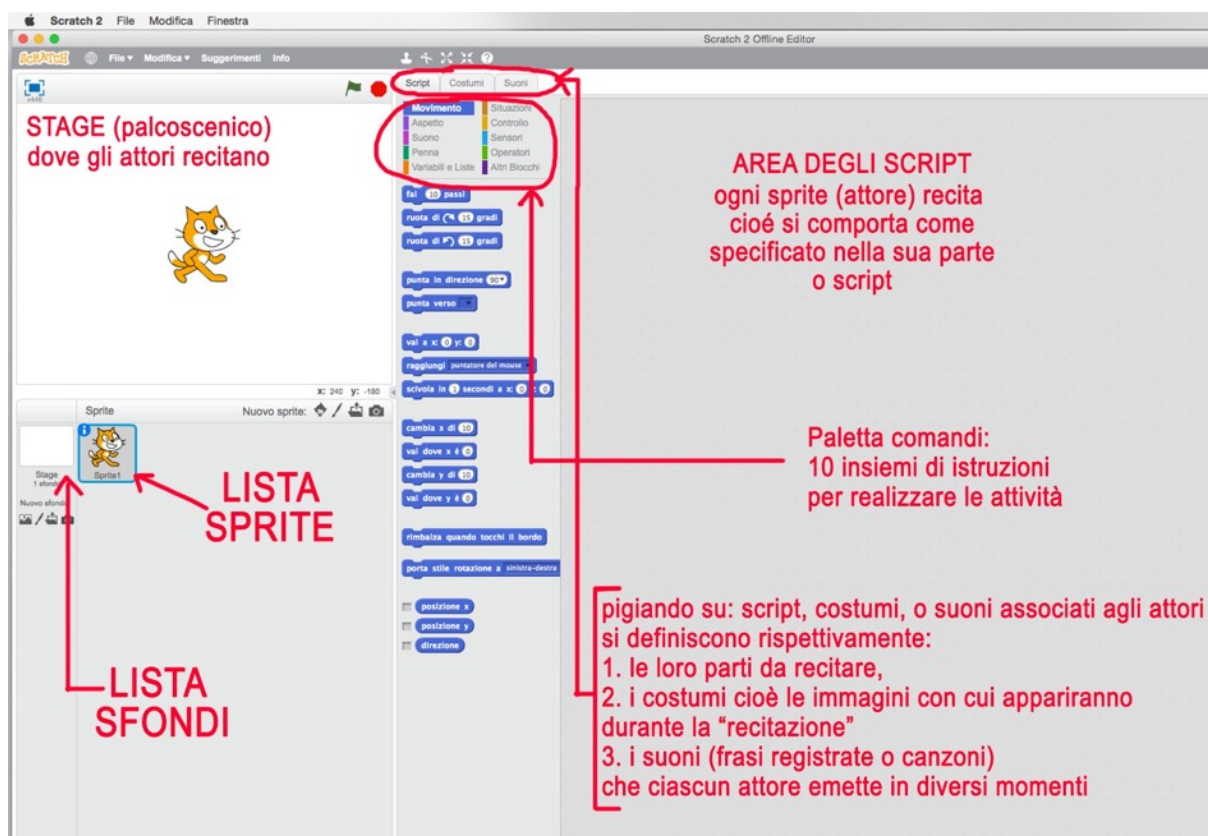 Scratch 2 File Modifica Finestra
Scratch 2 Offline Editor
SCRATCH File Modifica Suggerimenti Info
v446
STAGE (palcoscenico)
dove gli attori recitano
Script Costumi Suoni
Movimento Situazioni
Aspetto Controllo
Suono Sensori
Penna Operatori
Variabili e Liste Altri Blocchi
fai 10 passi
ruota di 15 gradi
ruota di 15 gradi
punta in direzione 90
punta verso
vai a x: 0 y: 0
raggiungi puntatore del mouse
scivola in 1 secondi a x: 0 0
cambia x di 10
vai dove x è 0
cambia y di 10
vai dove y è 0
rimbalza quando tocchi il bordo
porta stile rotazione a sinistra-destra
posizione x
posizione y
direzione
AREA DEGLI SCRIPT
ogni sprite (attore) recita
cioé si comporta come
specificato nella sua parte
o script
x: 240 y: -180
Sprite Nuovo sprite:
Stage
1 sfondo
Sprite1
Nuovo sfondo
LISTA
SPRITE
LISTA
SFONDI
Paletta comandi:
10 insiemi di istruzioni
per realizzare le attività
pigiando su: script, costumi, o suoni associati agli attori
si definiscono rispettivamente:
1. le loro parti da recitare,
2. i costumi cioè le immagini con cui appariranno
durante la “recitazione”
3. i suoni (frasi registrate o canzoni)
che ciascun attore emette in diversi momenti